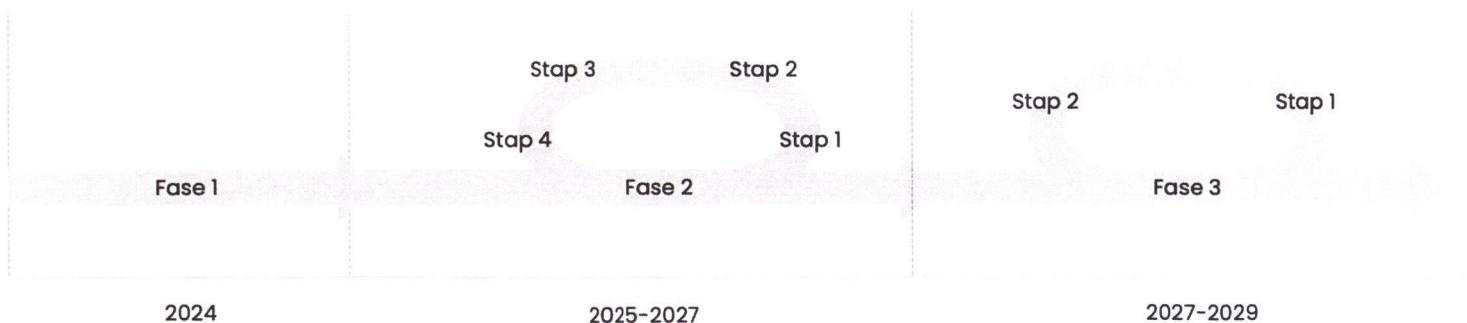 Stap 3
Stap 2
Stap 2
Stap 1
Stap 4
Stap 1
Fase 1
Fase 2
Fase 3
2024
2025-2027
2027-2029